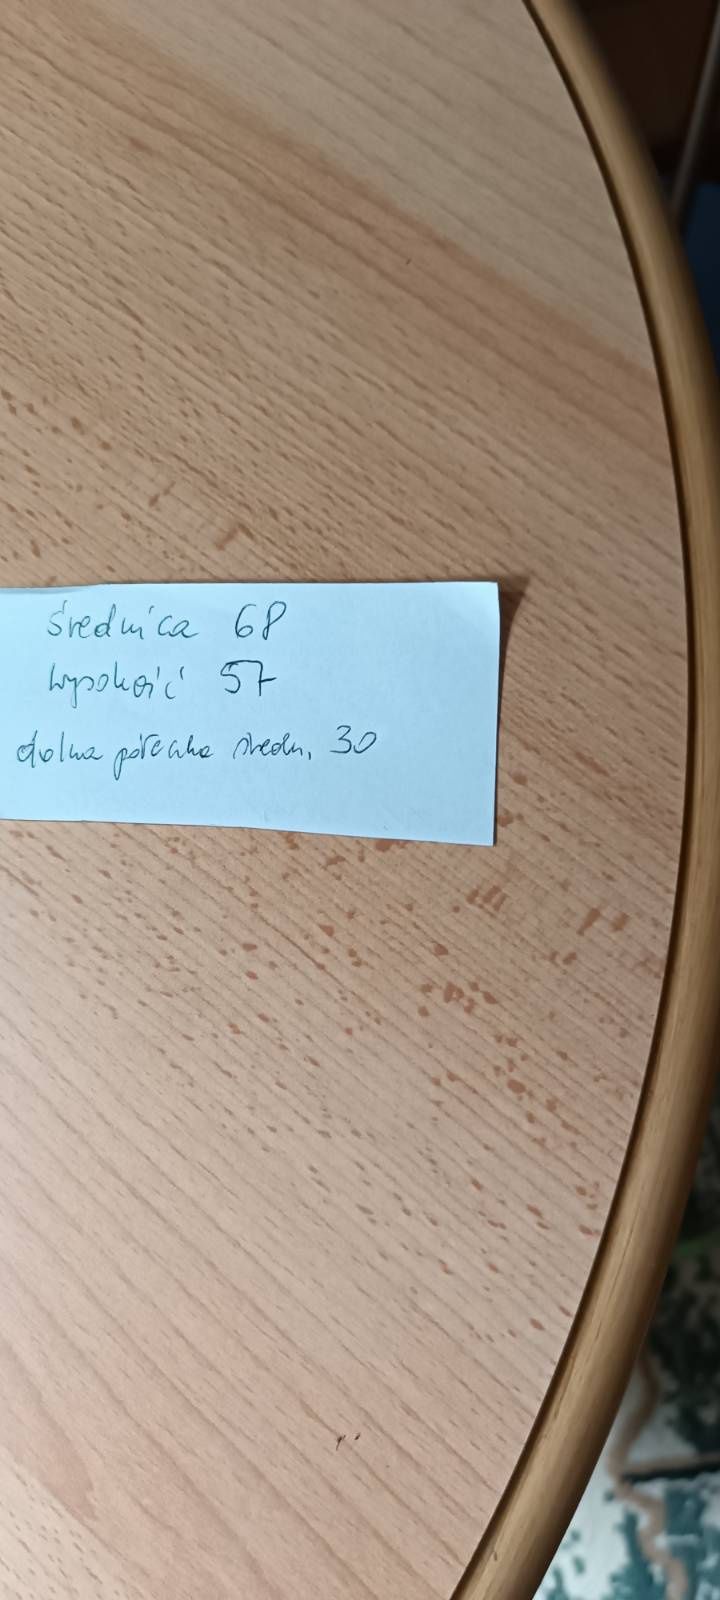 średnica 68
wysokość 57
dolna półeczka średn. 30